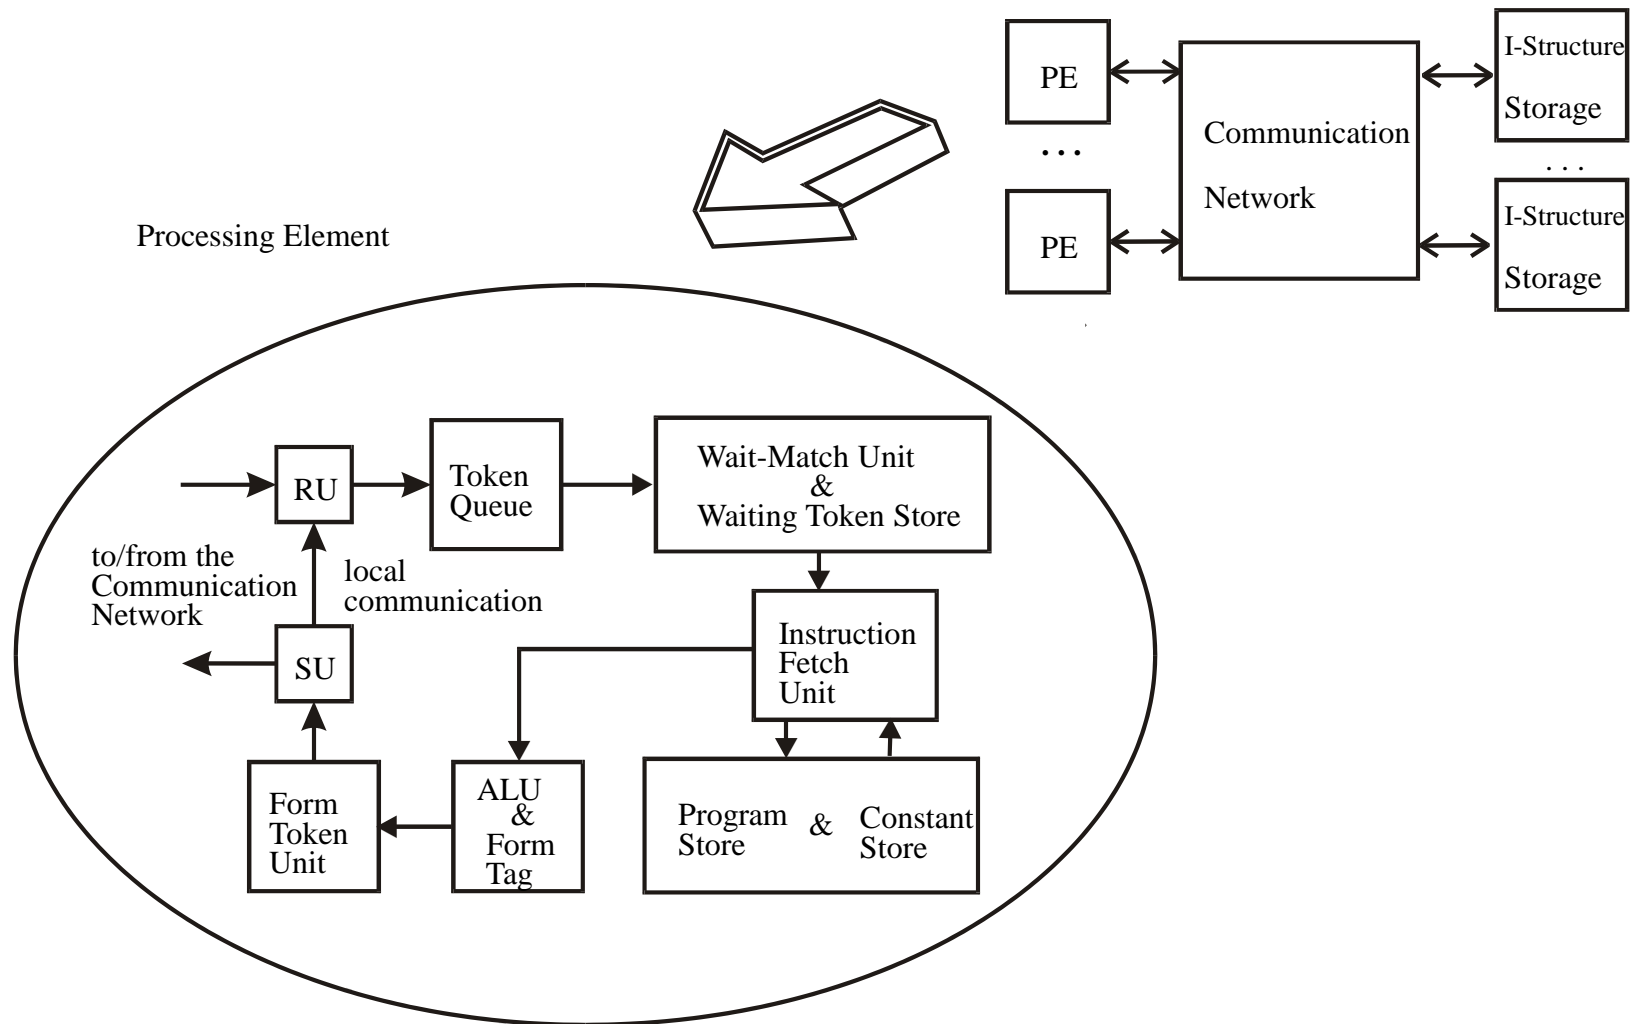 PE
Communication
Network
I-Structure
Storage
. . .
. . .
PE
I-Structure
Storage
Processing Element
RU
Token
Queue
Wait-Match Unit
&
Waiting Token Store
to/from the
Communication
Network
local
communication
SU
Instruction
Fetch
Unit
Form
Token
Unit
ALU
&
Form
Tag
Program
Store
&
Constant
Store